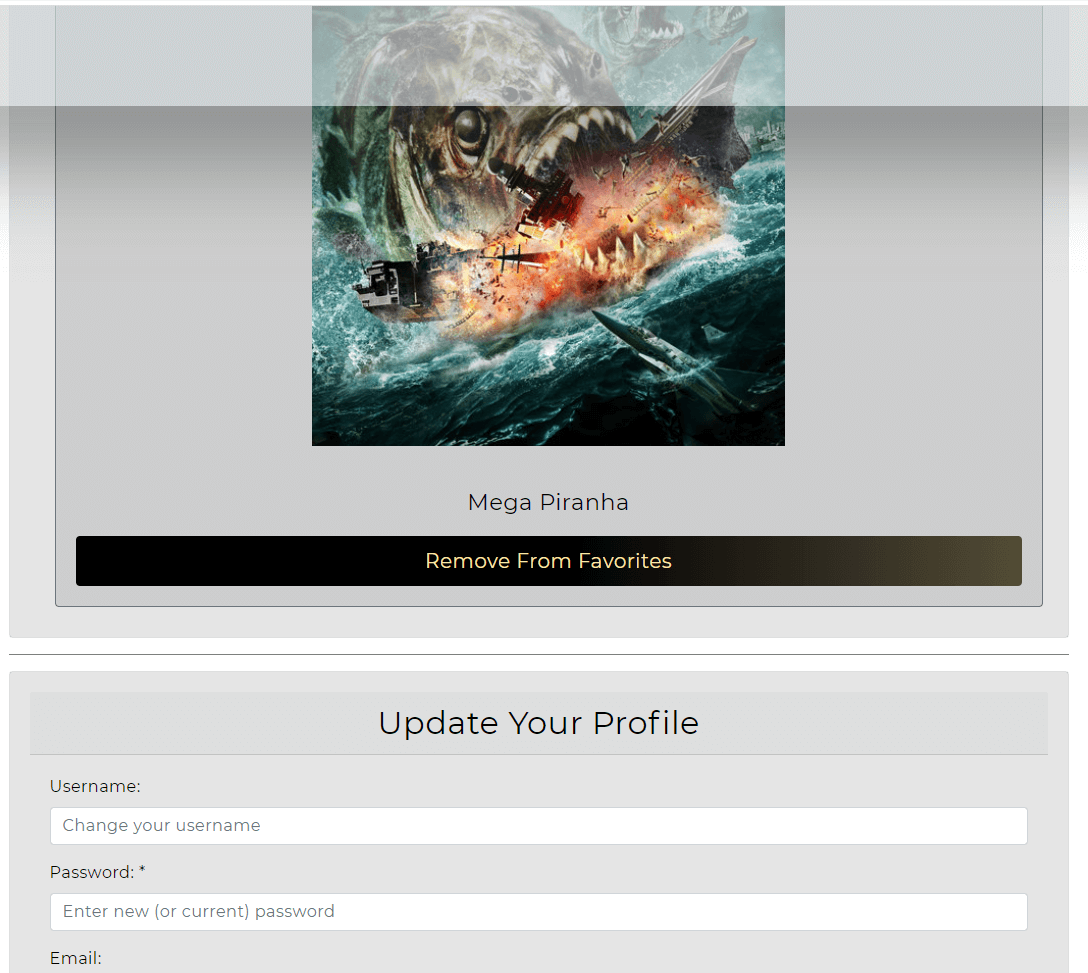 Mega Piranha
Remove From Favorites
Update Your Profile
Username:
Change your username
Password: *
Enter new (or current) password
Email: